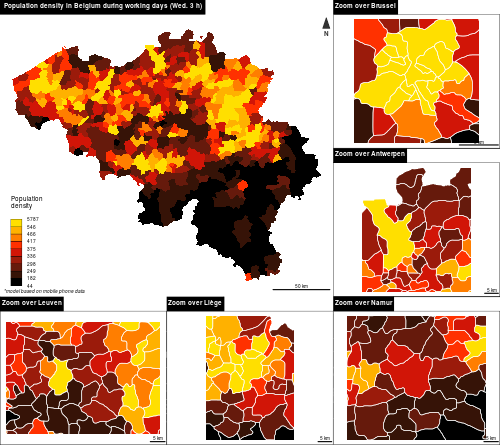 Population density in Belgium during working days (Wed. 3 h)
N
Population
density
5787
546
466
417
375
336
298
249
182
44
*model based on mobile phone data
50 km
Zoom over Brussel
Zoom over Antwerpen
5 km
Zoom over Leuven
5 km
Zoom over Liège
5 km
Zoom over Namur
5 km